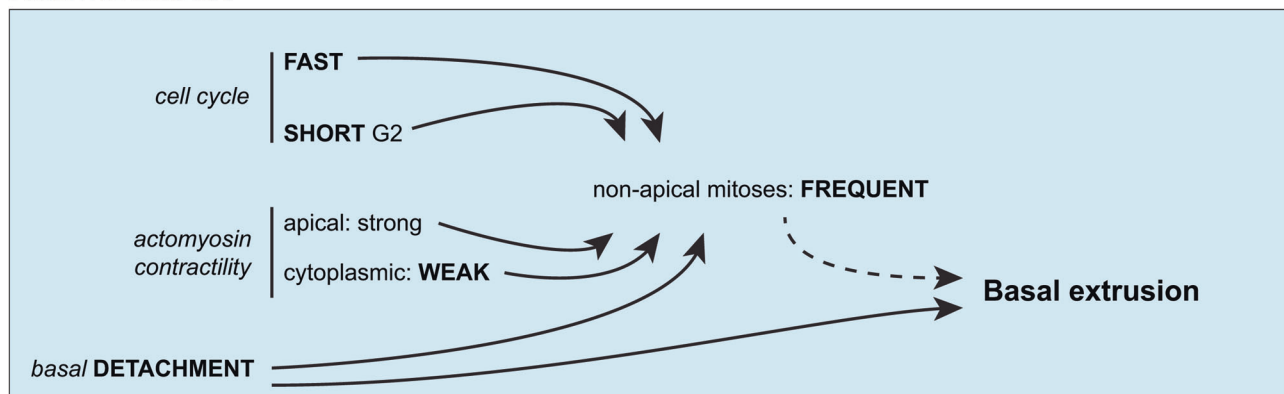 FAST
cell cycle
SHORT G2
non-apical mitoses: FREQUENT
apical: strong
actomyosin
contractility
cytoplasmic: WEAK
Basal extrusion
basal DETACHMENT